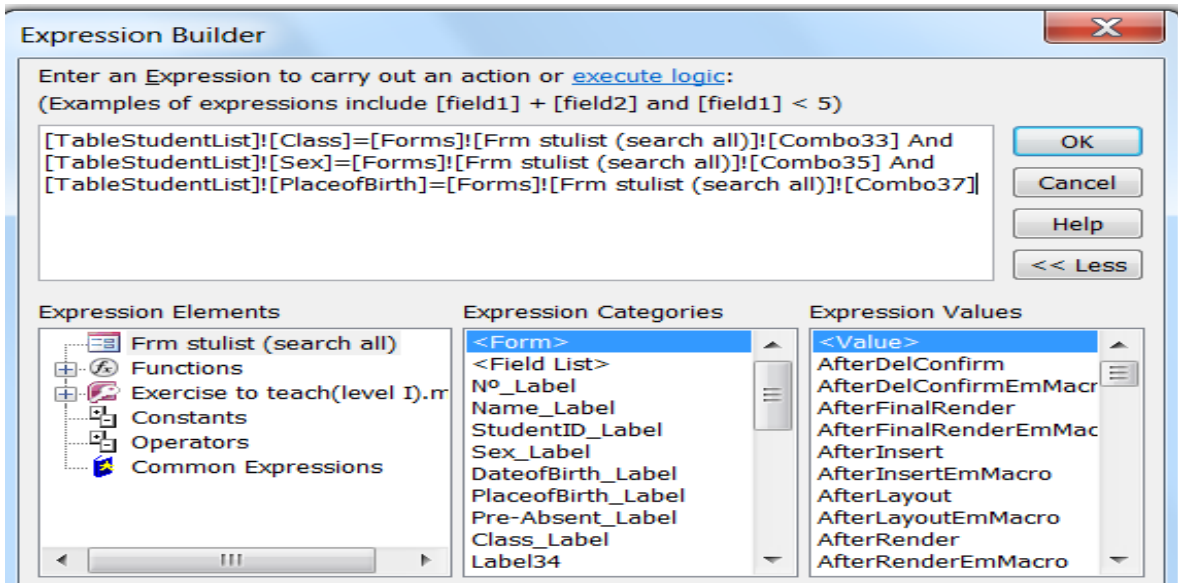 Expression Builder
Enter an Expression to carry out an action or execute logic:
(Examples of expressions include [field1] + [field2] and [field1] < 5)
[TableStudentList]![Class]=[Forms]![Frm stulist (search all)]![Combo33] And
[TableStudentList]![Sex]=[Forms]![Frm stulist (search all)]![Combo35] And
[TableStudentList]![PlaceofBirth]=[Forms]![Frm stulist (search all)]![Combo37]
OK
Cancel
Help
<< Less
Expression Elements
Frm stulist (search all)
Functions
Exercise to teach(level I).m
Constants
Operators
Common Expressions
Expression Categories
<Form>
<Field List>
Nº_Label
Name_Label
StudentID_Label
Sex_Label
DateofBirth_Label
PlaceofBirth_Label
Pre-Absent_Label
Class_Label
Label34
Expression Values
<Value>
AfterDelConfirm
AfterDelConfirmEmMacr
AfterFinalRender
AfterFinalRenderEmMac
AfterInsert
AfterInsertEmMacro
AfterLayout
AfterLayoutEmMacro
AfterRender
AfterRenderEmMacro